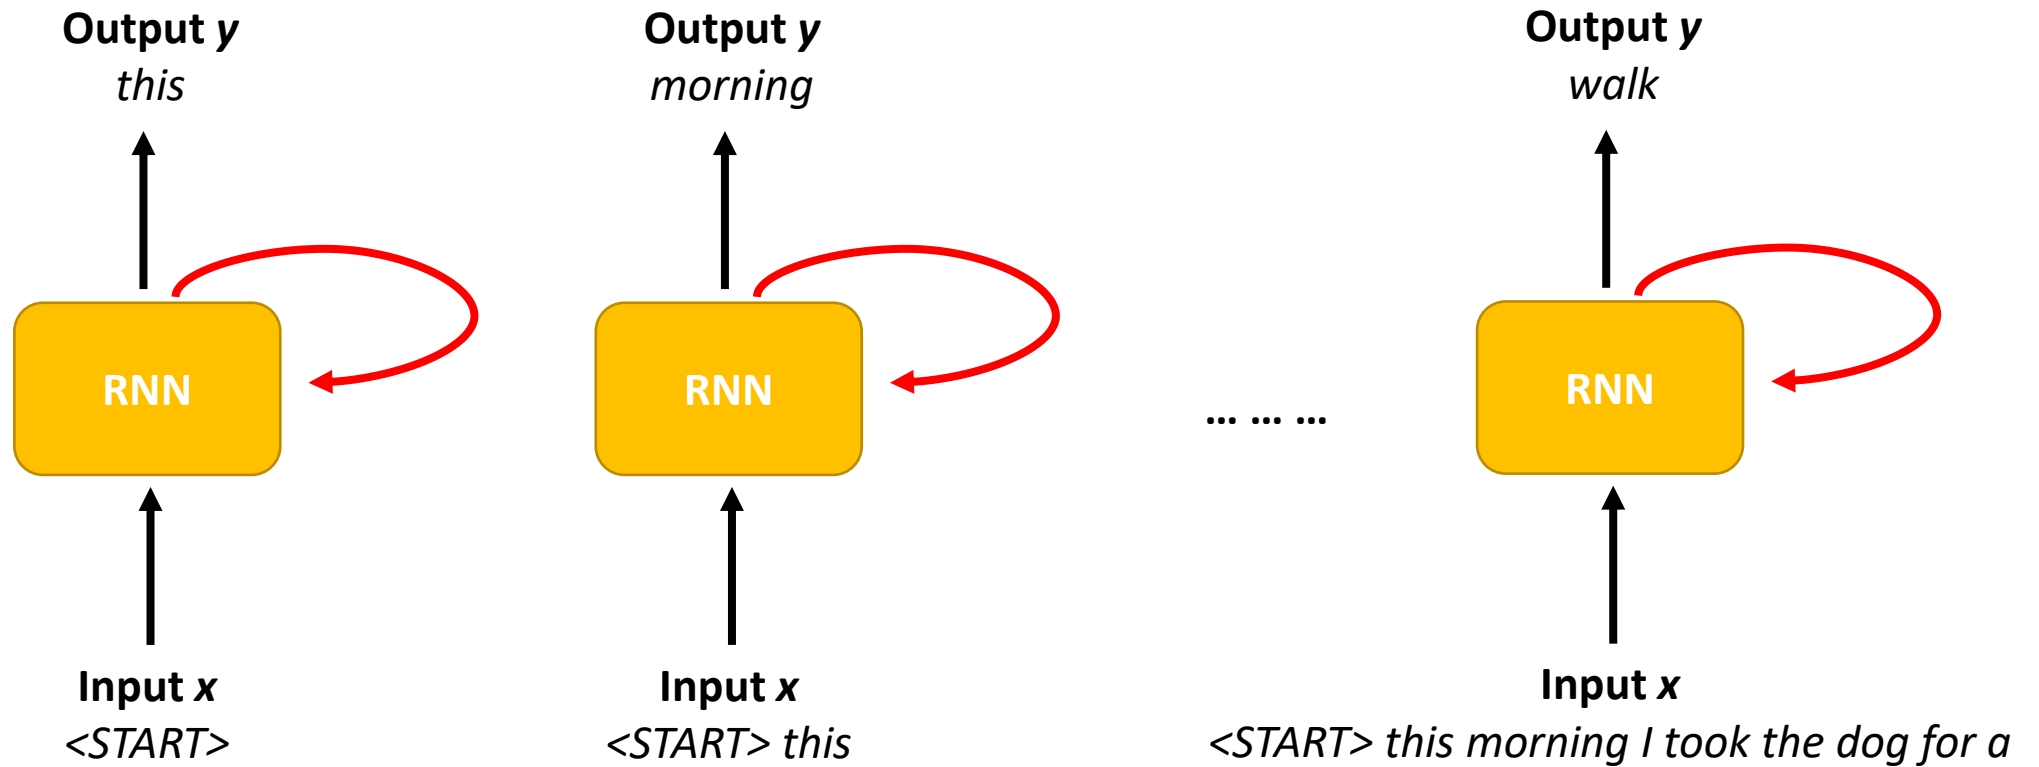 Output y
this
RNN
Input x
<START>
Output y
morning
RNN
Input x
<START> this
... ... ...
Output y
walk
RNN
Input x
<START> this morning I took the dog for a